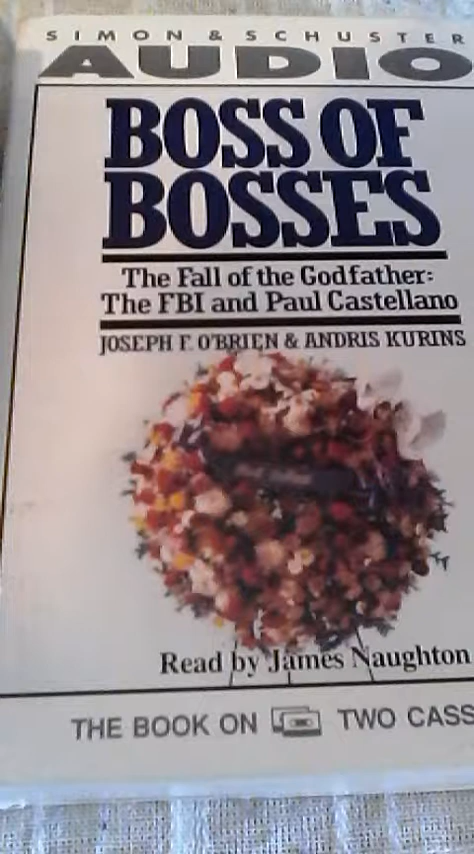 SIMON & SCHUSTER
AUDIO
BOSS OF
BOSSES
The Fall of the Godfather:
The FBI and Paul Castellano
JOSEPH F. O'BRIEN & ANDRIS KURINS
Read by James Naughton
THE BOOK ON TWO CASS